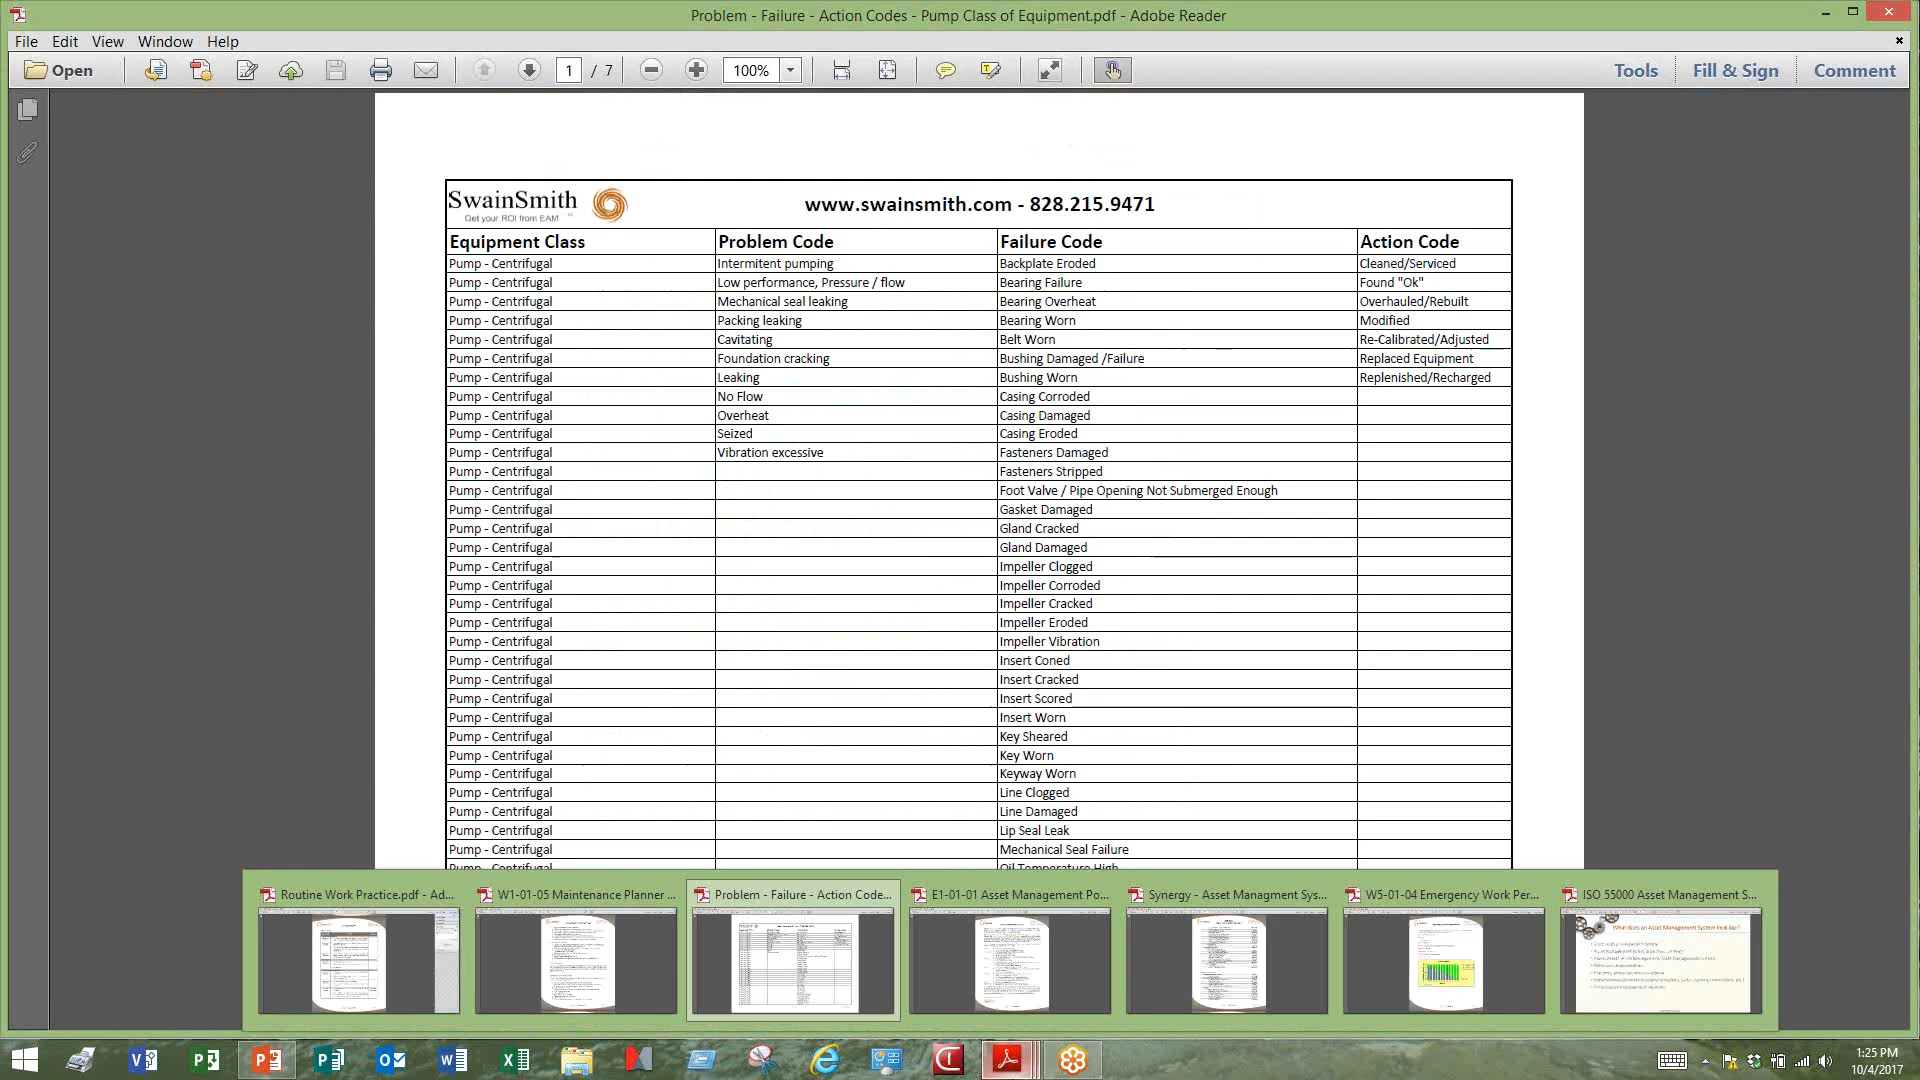 Problem - Failure - Action Codes - Pump Class of Equipment.pdf - Adobe Reader
File Edit View Window Help
Open 1 / 7 100% Tools Fill & Sign Comment
SwainSmith www.swainsmith.com - 828.215.9471
Get your ROI from EAM
Equipment Class Problem Code Failure Code Action Code
Pump - Centrifugal Intermitent pumping Backplate Eroded Cleaned/Serviced
Pump - Centrifugal Low performance, Pressure / flow Bearing Failure Found "Ok"
Pump - Centrifugal Mechanical seal leaking Bearing Overheat Overhauled/Rebuilt
Pump - Centrifugal Packing leaking Bearing Worn Modified
Pump - Centrifugal Cavitating Belt Worn Re-Calibrated/Adjusted
Pump - Centrifugal Foundation cracking Bushing Damaged /Failure Replaced Equipment
Pump - Centrifugal Leaking Bushing Worn Replenished/Recharged
Pump - Centrifugal No Flow Casing Corroded
Pump - Centrifugal Overheat Casing Damaged
Pump - Centrifugal Seized Casing Eroded
Pump - Centrifugal Vibration excessive Fasteners Damaged
Pump - Centrifugal Fasteners Stripped
Pump - Centrifugal Foot Valve / Pipe Opening Not Submerged Enough
Pump - Centrifugal Gasket Damaged
Pump - Centrifugal Gland Cracked
Pump - Centrifugal Gland Damaged
Pump - Centrifugal Impeller Clogged
Pump - Centrifugal Impeller Corroded
Pump - Centrifugal Impeller Cracked
Pump - Centrifugal Impeller Eroded
Pump - Centrifugal Impeller Vibration
Pump - Centrifugal Insert Coned
Pump - Centrifugal Insert Cracked
Pump - Centrifugal Insert Scored
Pump - Centrifugal Insert Worn
Pump - Centrifugal Key Sheared
Pump - Centrifugal Key Worn
Pump - Centrifugal Keyway Worn
Pump - Centrifugal Line Clogged
Pump - Centrifugal Line Damaged
Pump - Centrifugal Lip Seal Leak
Pump - Centrifugal Mechanical Seal Failure
Pump - Centrifugal Oil Temperature High
Routine Work Practice.pdf - Ad... W1-01-05 Maintenance Planner ... Problem - Failure - Action Code... E1-01-01 Asset Management Po... Synergy - Asset Managment Sys... W5-01-04 Emergency Work Per... ISO 55000 Asset Management S...
What does an Asset Management System look like?
1:25 PM
10/4/2017